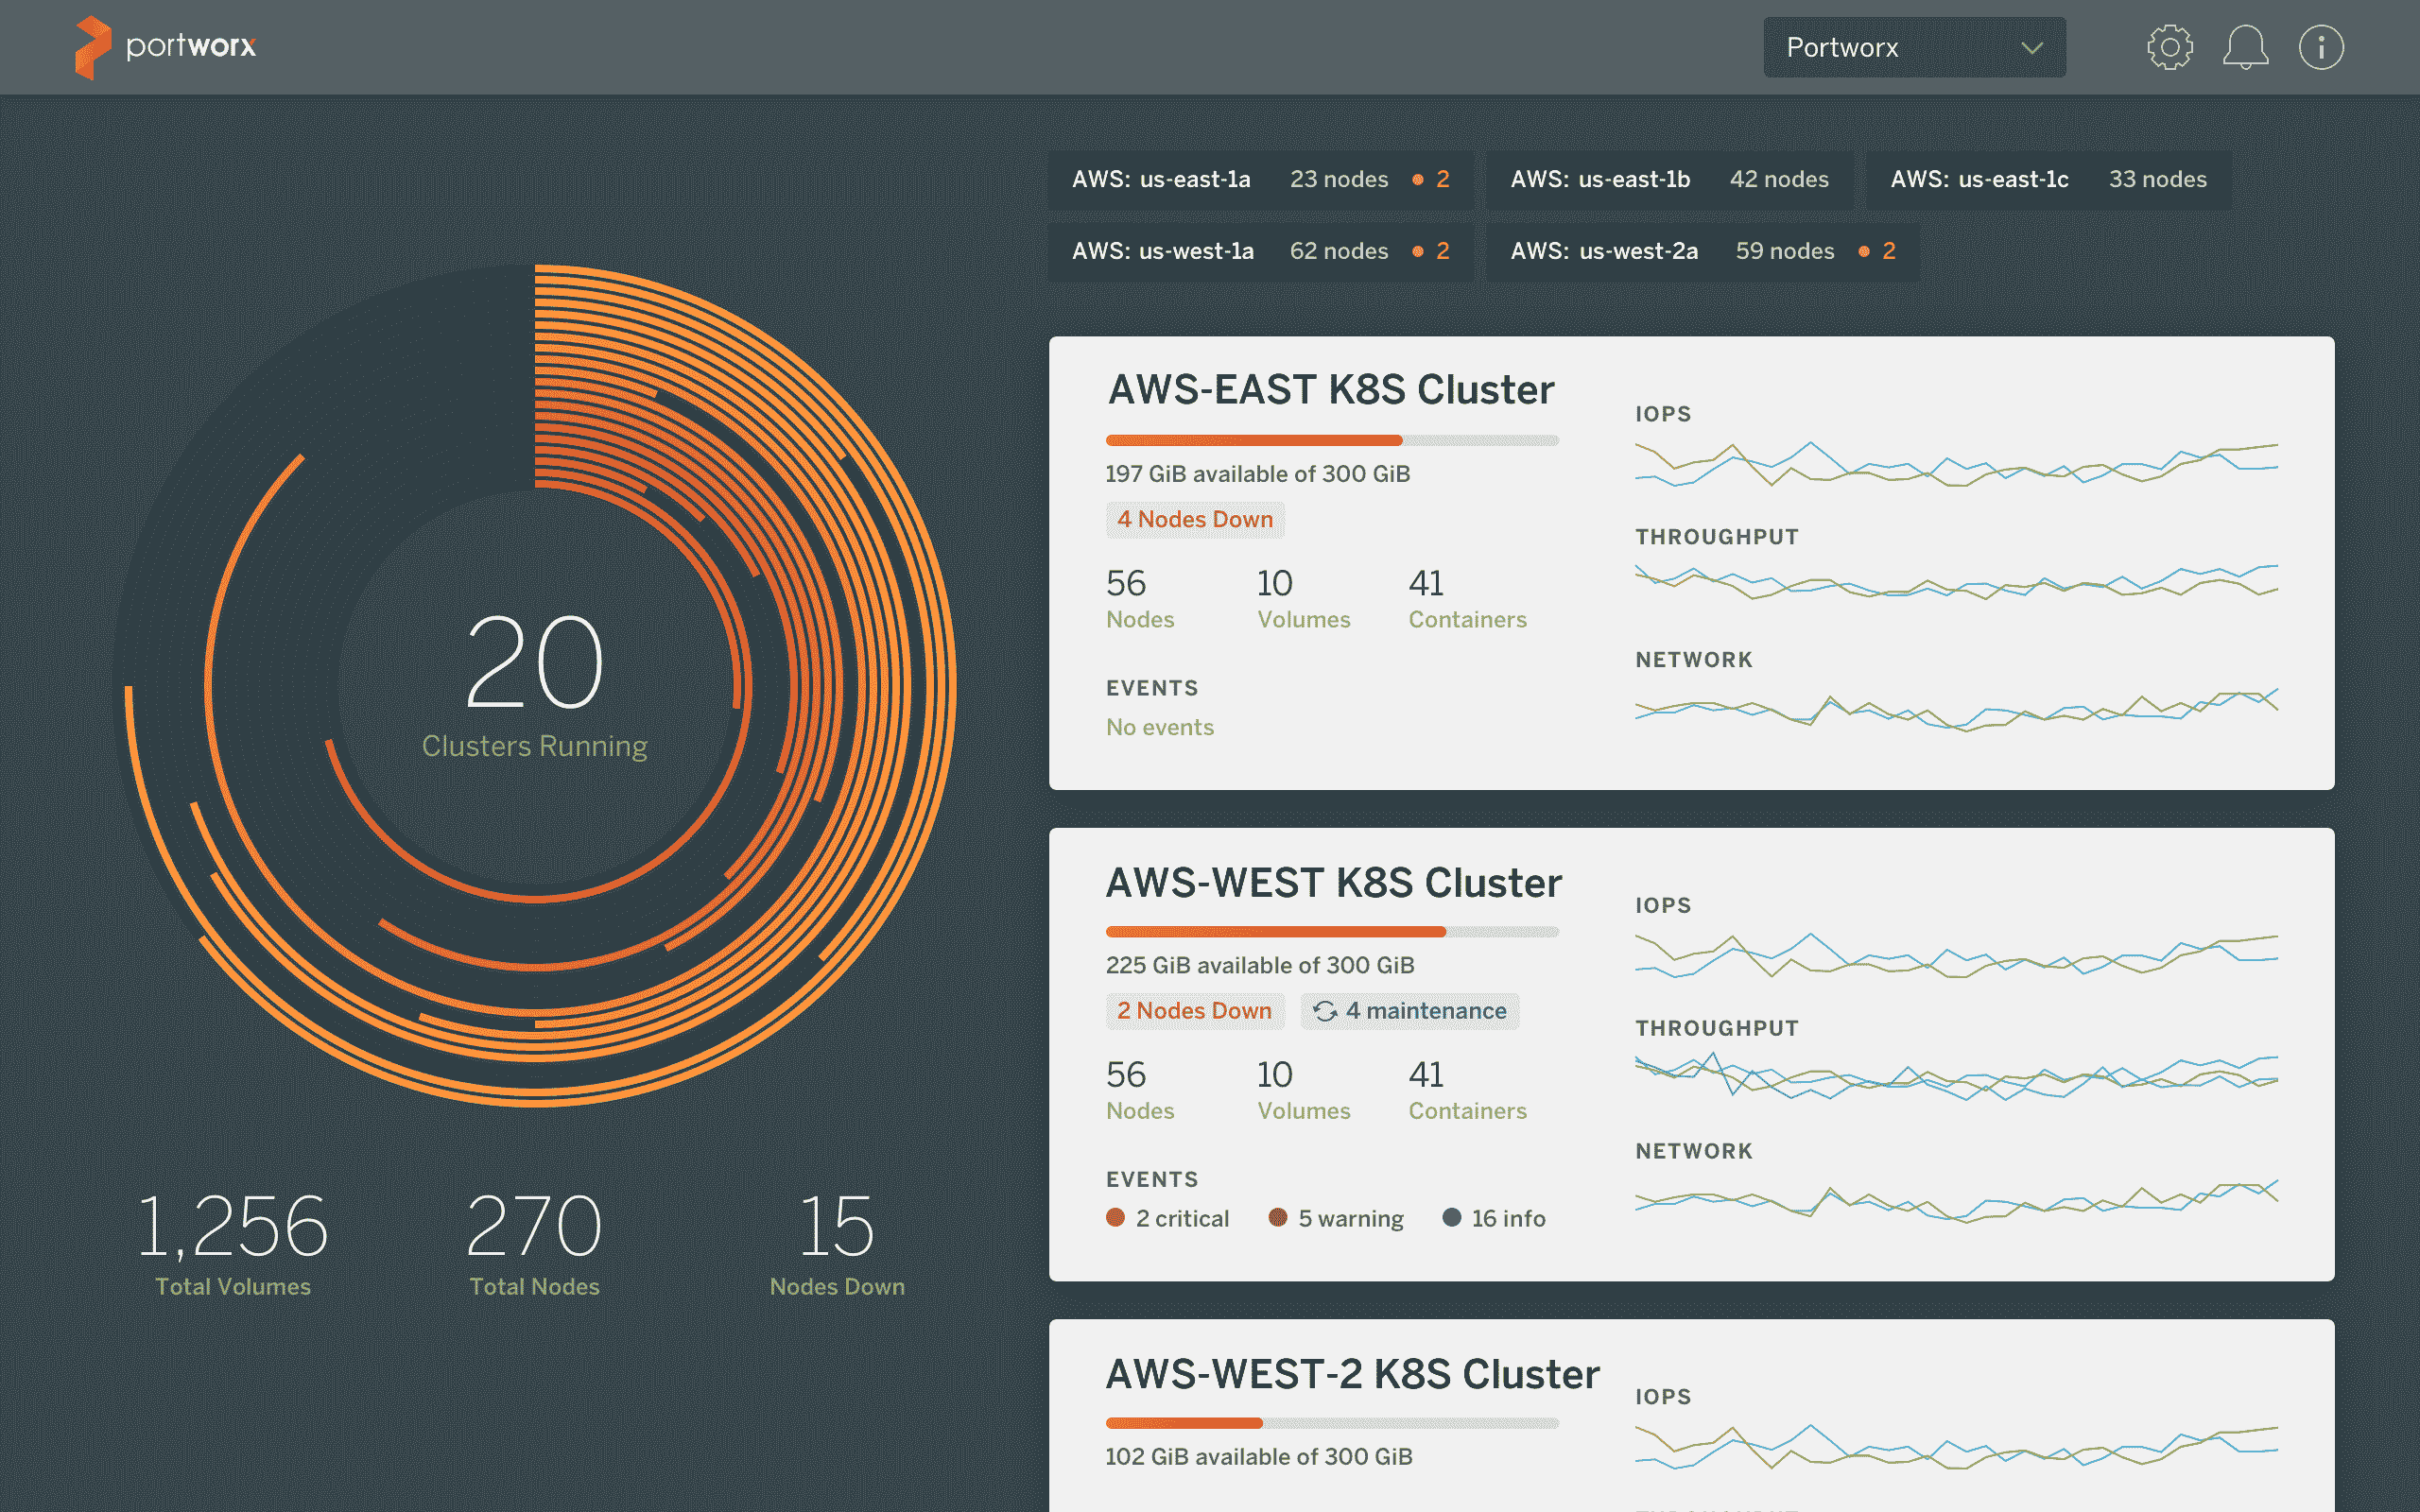 portworx
Portworx
AWS: us-east-1a 23 nodes 2
AWS: us-east-1b 42 nodes
AWS: us-east-1c 33 nodes
AWS: us-west-1a 62 nodes 2
AWS: us-west-2a 59 nodes 2
20
Clusters Running
1,256
Total Volumes
270
Total Nodes
15
Nodes Down
AWS-EAST K8S Cluster
197 GiB available of 300 GiB
4 Nodes Down
56 10 41
Nodes Volumes Containers
EVENTS
No events
IOPS
THROUGHPUT
NETWORK
AWS-WEST K8S Cluster
225 GiB available of 300 GiB
2 Nodes Down 4 maintenance
56 10 41
Nodes Volumes Containers
EVENTS
2 critical 5 warning 16 info
IOPS
THROUGHPUT
NETWORK
AWS-WEST-2 K8S Cluster
102 GiB available of 300 GiB
IOPS